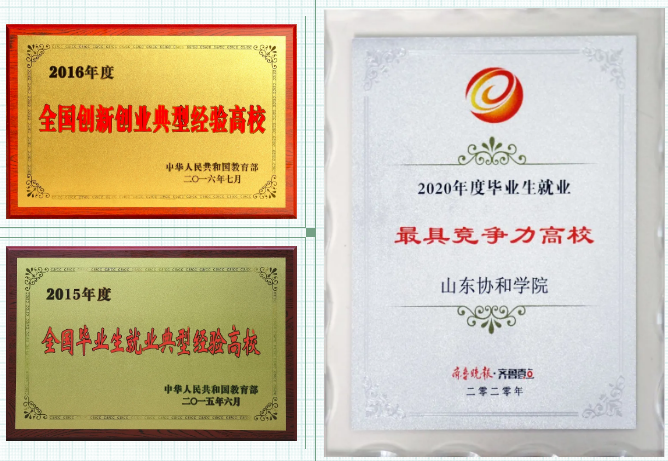 2016年度
全国创新创业典型经验高校
中华人民共和国教育部
二〇一六年七月
2015年度
全国毕业生就业典型经验高校
中华人民共和国教育部
二〇一五年六月
2020年度毕业生就业
最具竞争力高校
山东协和学院
齐鲁晚报·齐鲁壹点
二零二零年